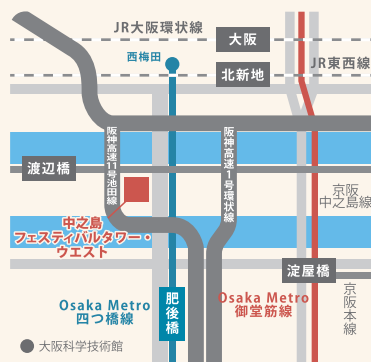 JR大阪環状線
大阪
西梅田
JR東西線
北新地
阪神高速11号池田線
阪神高速1号環状線
渡辺橋
京阪
中之島線
中之島
フェスティバルタワー・
ウエスト
淀屋橋
Osaka Metro
四つ橋線
肥後橋
Osaka Metro
御堂筋線
京阪本線
大阪科学技術館